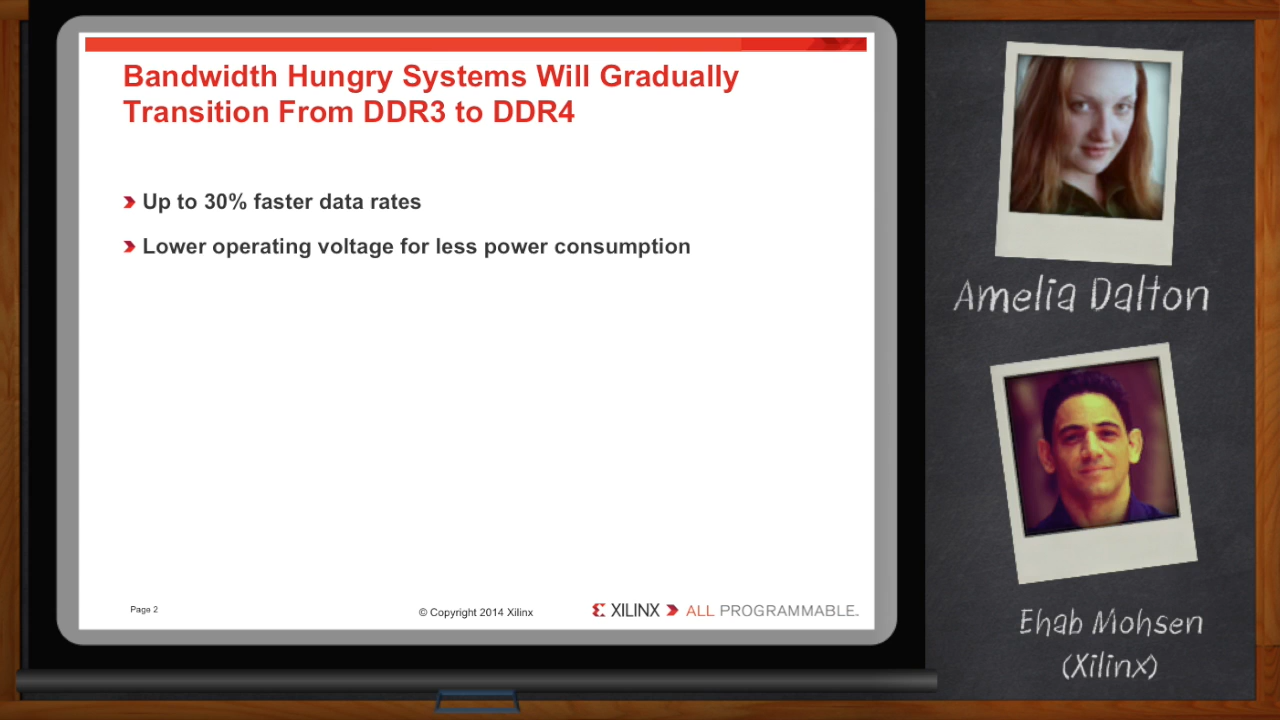 Bandwidth Hungry Systems Will Gradually
Transition From DDR3 to DDR4
Up to 30% faster data rates
Lower operating voltage for less power consumption
Page 2
© Copyright 2014 Xilinx
XILINX ALL PROGRAMMABLE.
Amelia Dalton
Ehab Mohsen
(Xilinx)